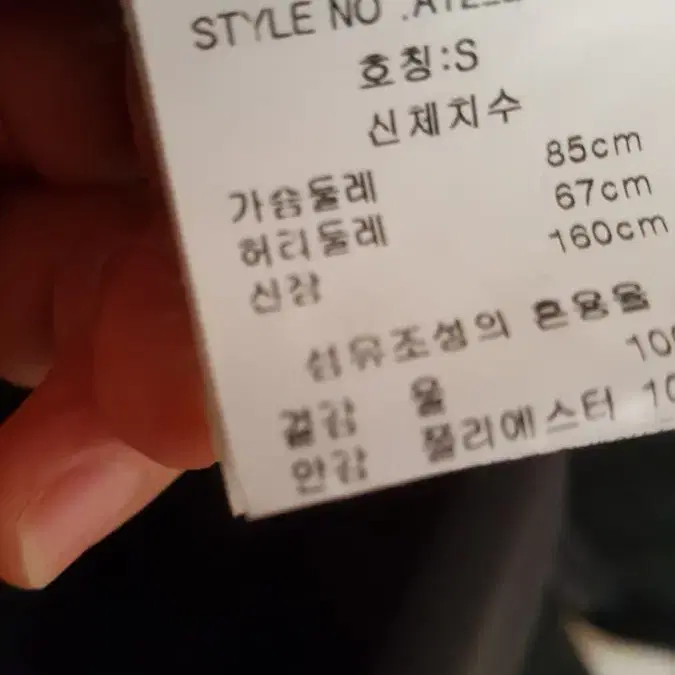 STYLE NO
호칭:S
신체치수
가슴둘레 85cm
허리둘레 67cm
신장 160cm
섬유조성의 혼용율
겉감 울
안감 폴리에스터